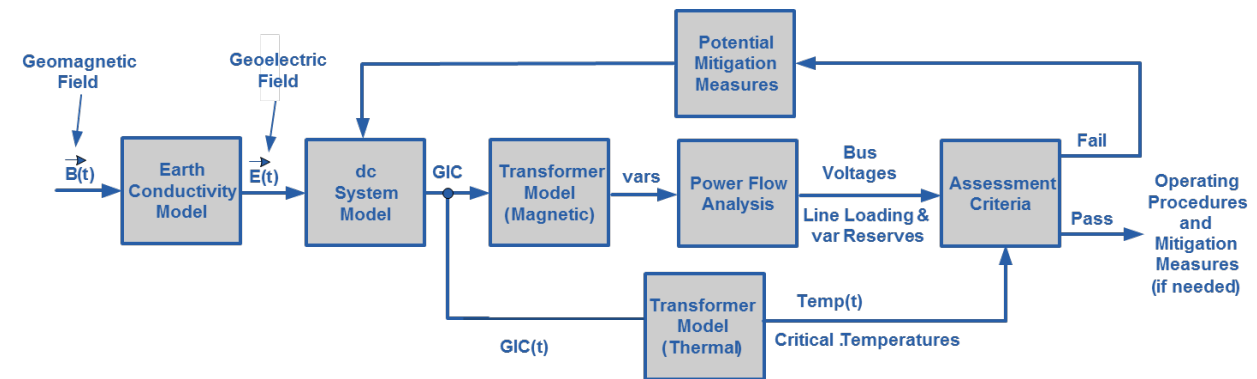 Geomagnetic
Field
B(t)
Earth
Conductivity
Model
Geoelectric
Field
E(t)
dc
System
Model
GIC
Transformer
Model
(Magnetic)
vars
Power Flow
Analysis
Bus
Voltages
Line Loading &
var Reserves
Assessment
Criteria
Fail
Potential
Mitigation
Measures
Pass
Operating
Procedures
and
Mitigation
Measures
(if needed)
GIC(t)
Transformer
Model
(Thermal)
Temp(t)
Critical .Temperatures